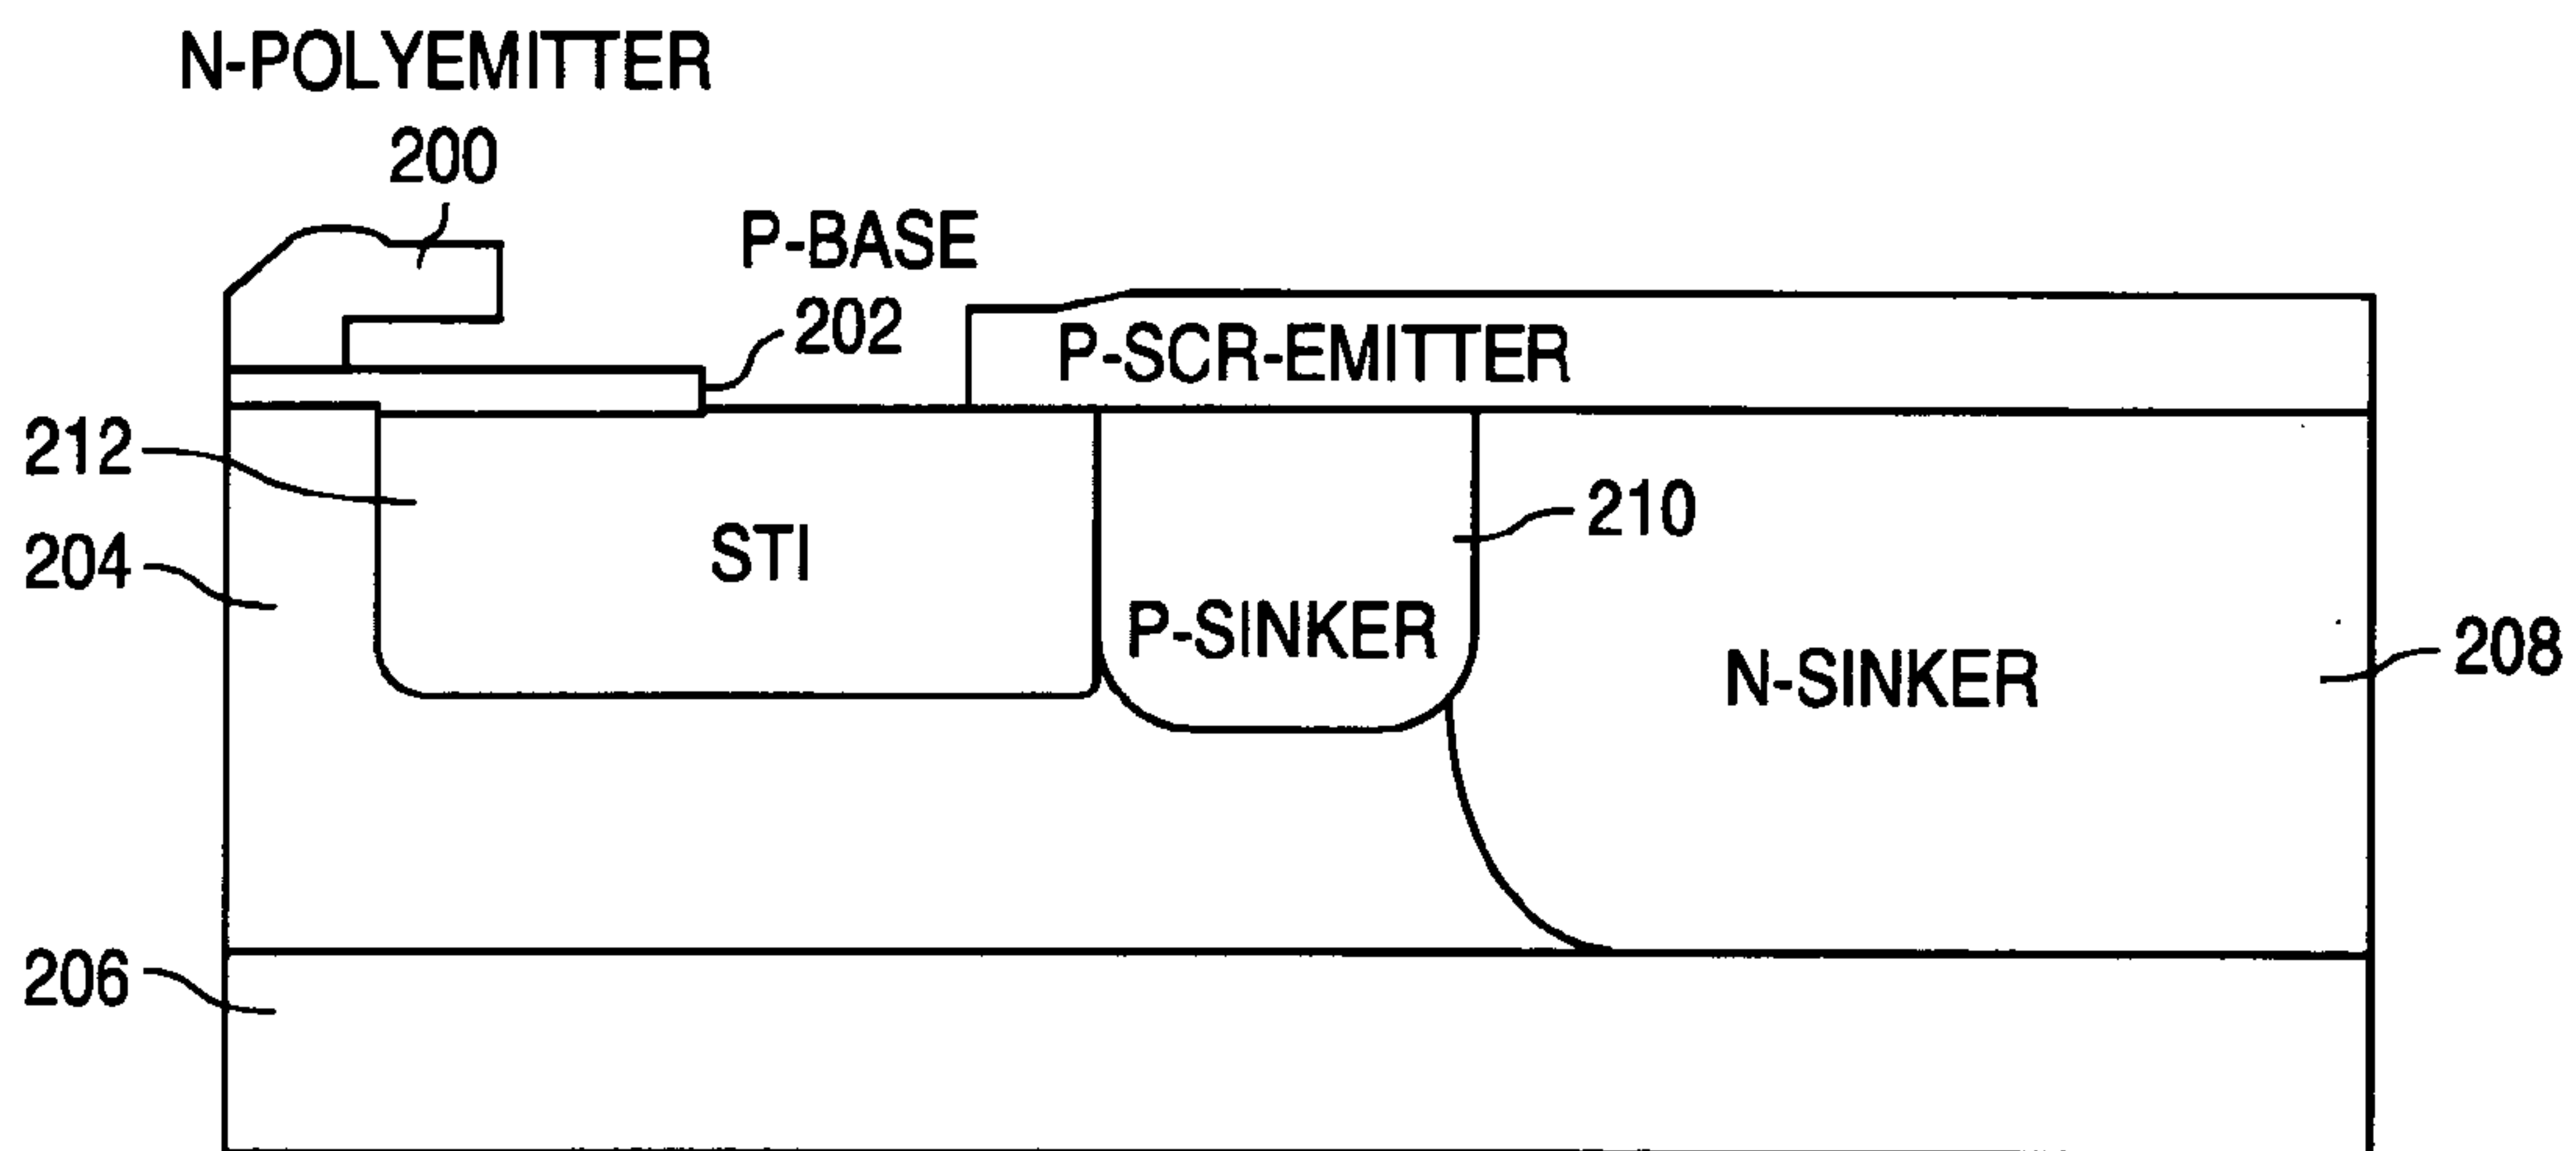 N-POLYEMITTER
200
P-BASE
202
P-SCR-EMITTER
212
204
STI
210
P-SINKER
N-SINKER
208
206